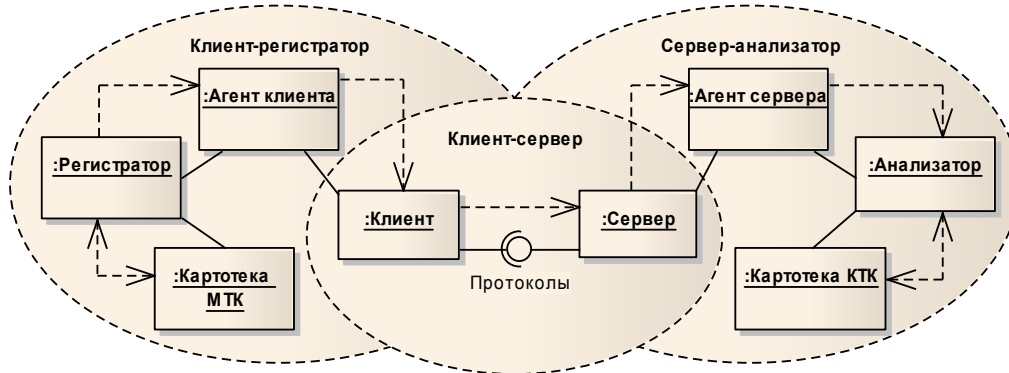 Клиент-регистратор
Сервер-анализатор
:Агент клиента
:Агент сервера
Клиент-сервер
:Регистратор
:Анализатор
:Клиент
:Сервер
:Картотека
МТК
Протоколы
:Картотека КТК